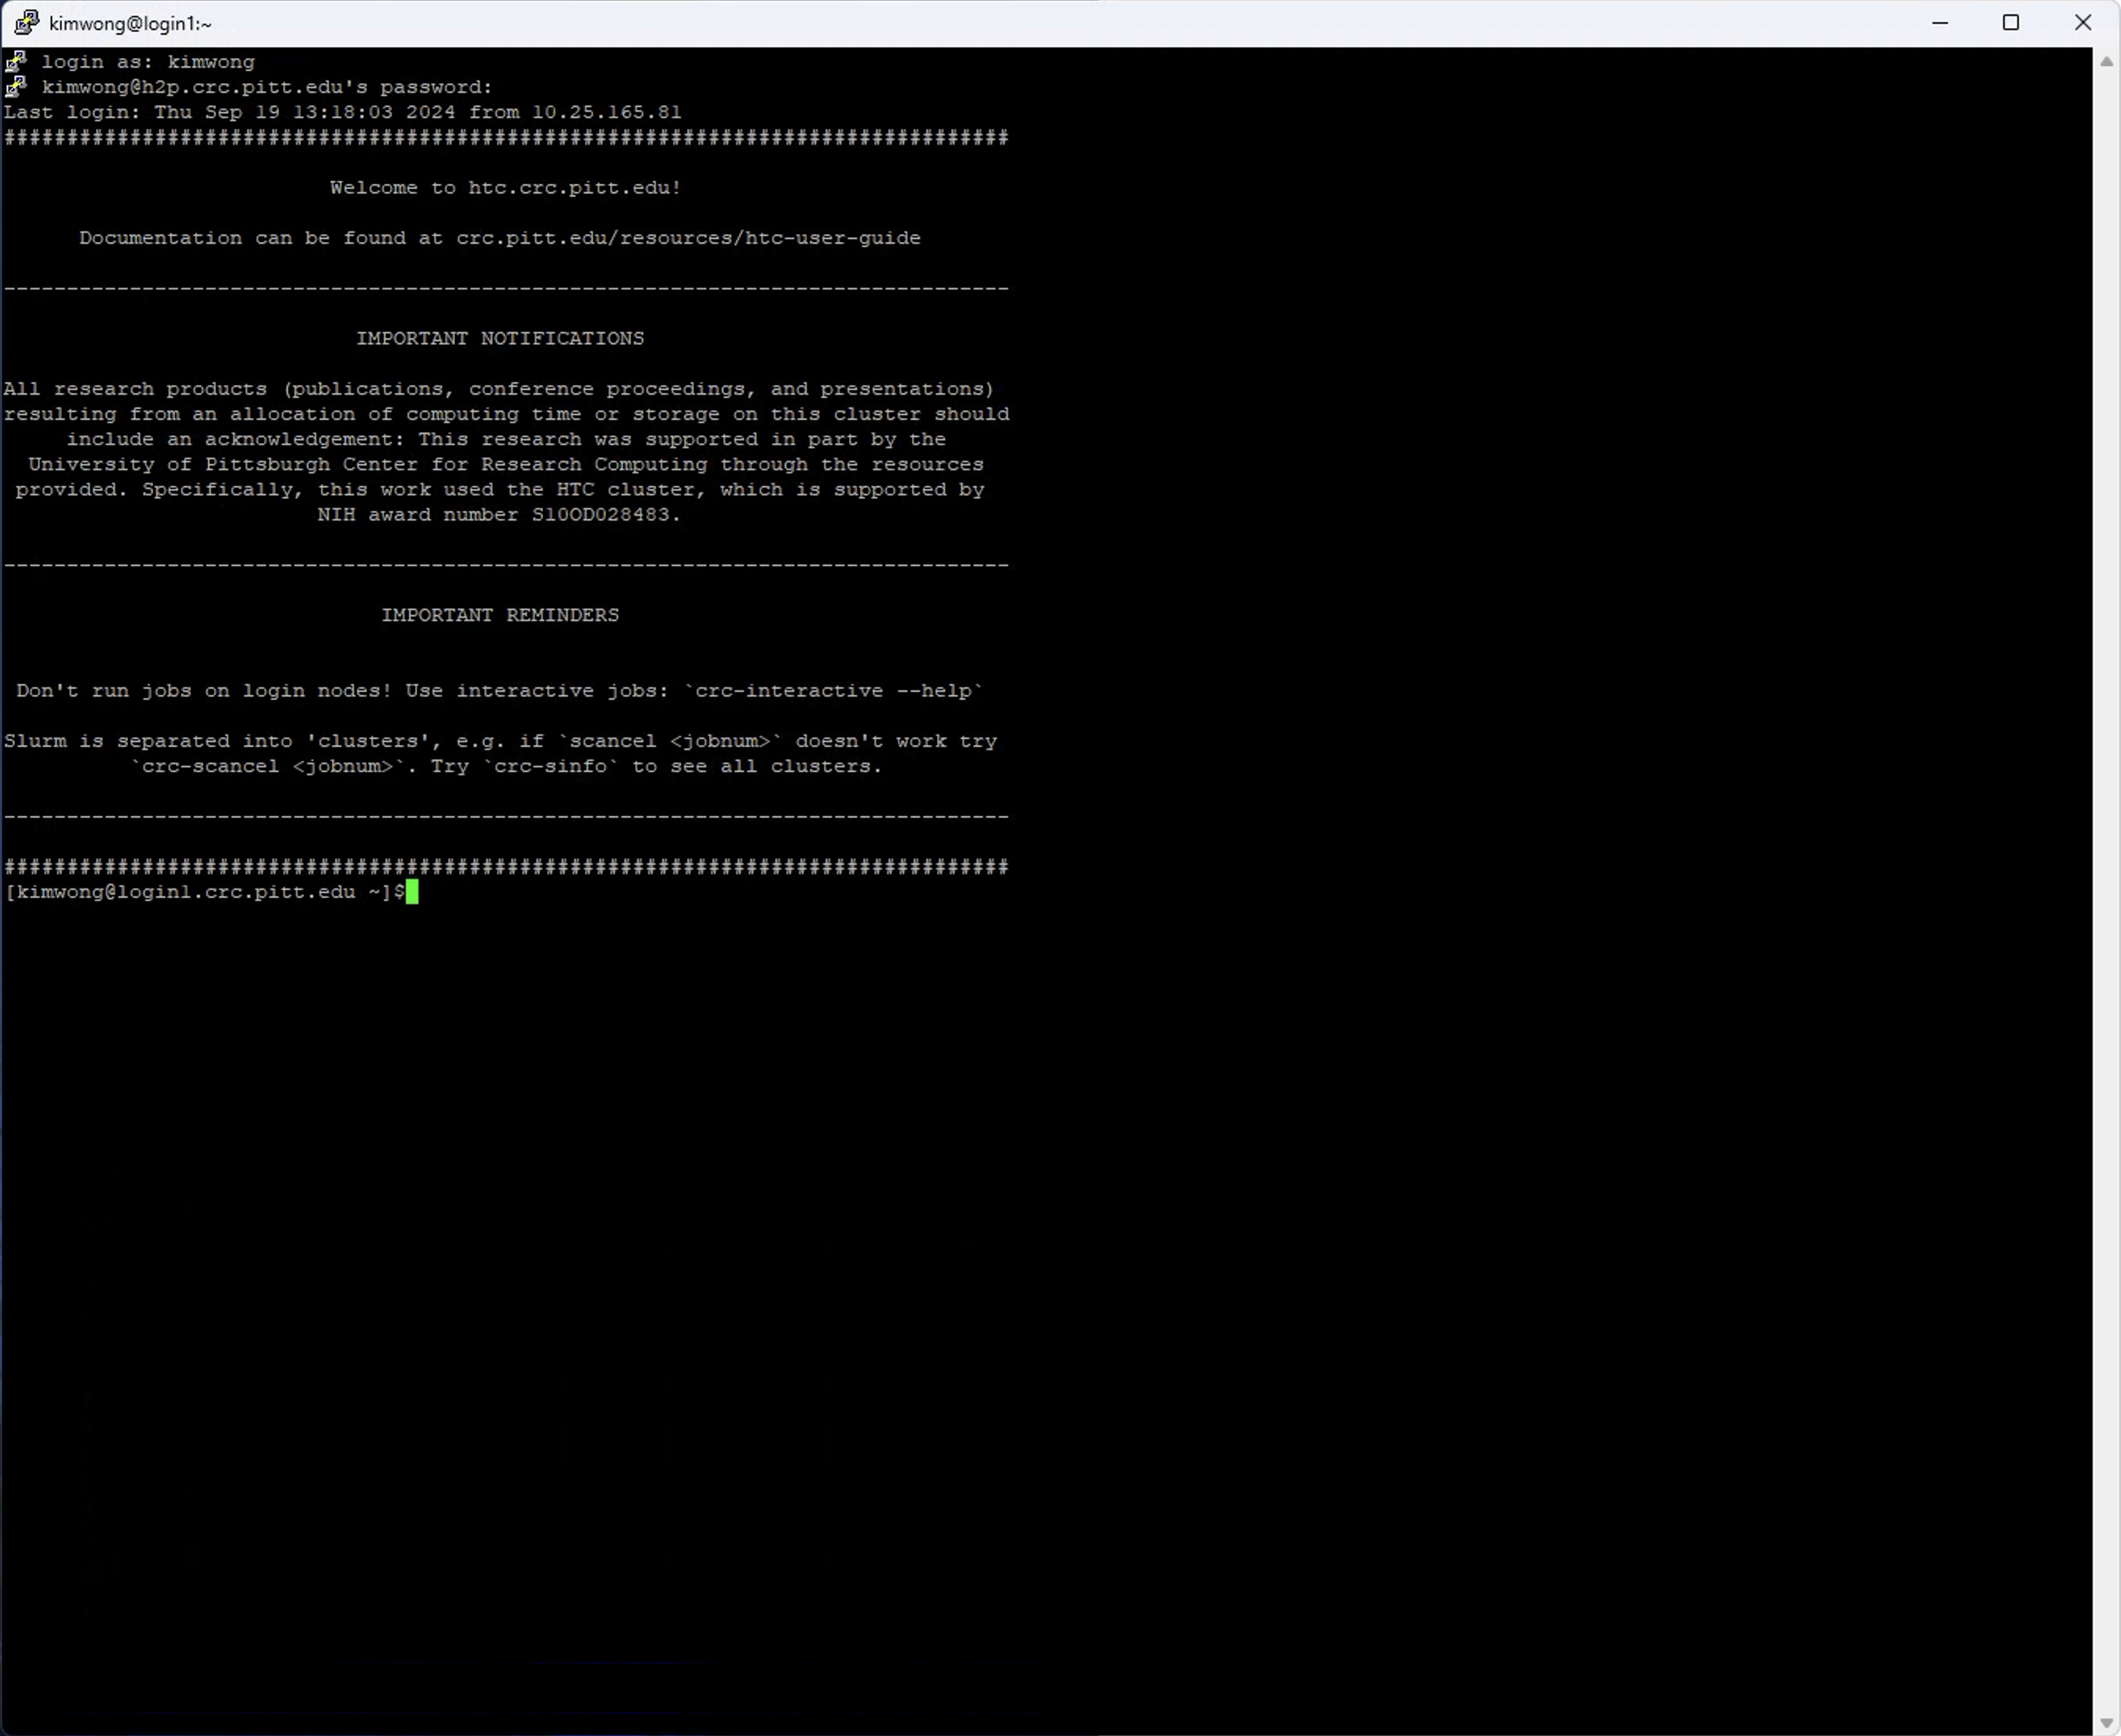 kimwong@login1:~
login as: kimwong
kimwong@h2p.crc.pitt.edu's password:
Last login: Thu Sep 19 13:18:03 2024 from 10.25.165.81
################################################################################
Welcome to htc.crc.pitt.edu!
Documentation can be found at crc.pitt.edu/resources/htc-user-guide
--------------------------------------------------------------------------------
IMPORTANT NOTIFICATIONS
All research products (publications, conference proceedings, and presentations)
resulting from an allocation of computing time or storage on this cluster should
include an acknowledgement: This research was supported in part by the
University of Pittsburgh Center for Research Computing through the resources
provided. Specifically, this work used the HTC cluster, which is supported by
NIH award number S10OD028483.
--------------------------------------------------------------------------------
IMPORTANT REMINDERS
Don't run jobs on login nodes! Use interactive jobs: `crc-interactive --help`
Slurm is separated into 'clusters', e.g. if `scancel <jobnum>` doesn't work try
`crc-scancel <jobnum>`. Try `crc-sinfo` to see all clusters.
--------------------------------------------------------------------------------
################################################################################
[kimwong@login1.crc.pitt.edu ~]$